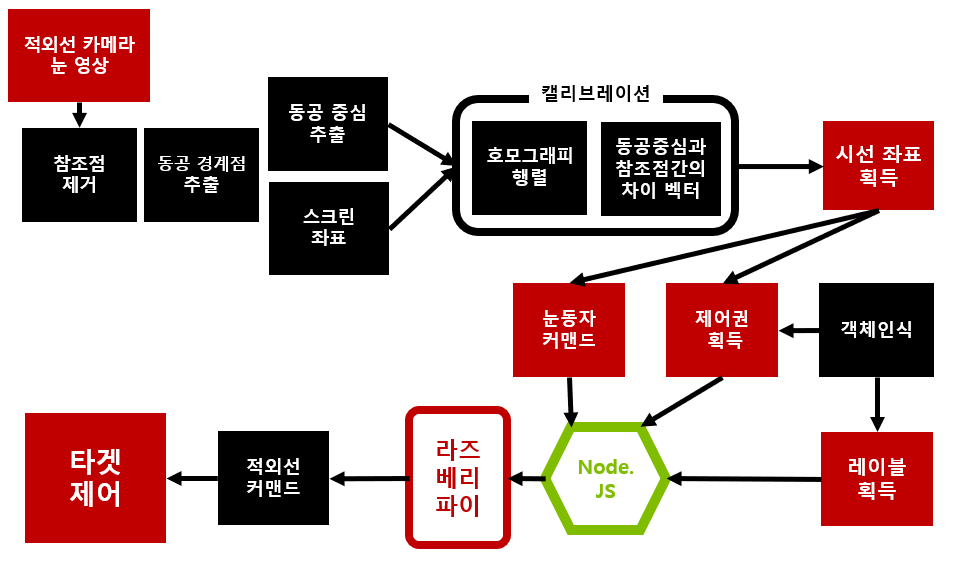 적외선 카메라
눈 영상
참조점
제거
동공 경계점
추출
동공 중심
추출
스크린
좌표
캘리브레이션
호모그래피
행렬
동공중심과
참조점간의
차이 벡터
시선 좌표
획득
눈동자
커맨드
제어권
획득
객체인식
타겟
제어
적외선
커맨드
라즈
베리
파이
Node.
JS
레이블
획득